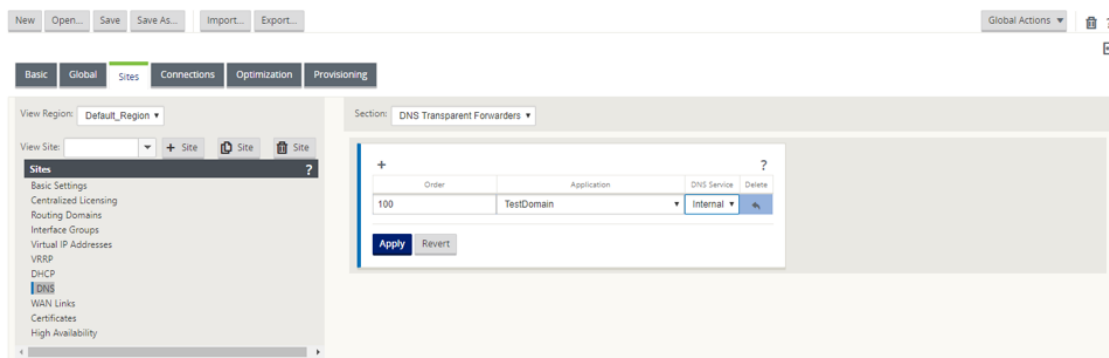 New Open... Save Save As... Import... Export... Global Actions ?
Basic Global Sites Connections Optimization Provisioning
View Region: Default_Region Section: DNS Transparent Forwarders
View Site: + Site Site Site
Sites ?
Basic Settings
Centralized Licensing
Routing Domains
Interface Groups
Virtual IP Addresses
VRRP
DHCP
DNS
WAN Links
Certificates
High Availability
+ ?
Order Application DNS Service Delete
100 TestDomain Internal
Apply Revert